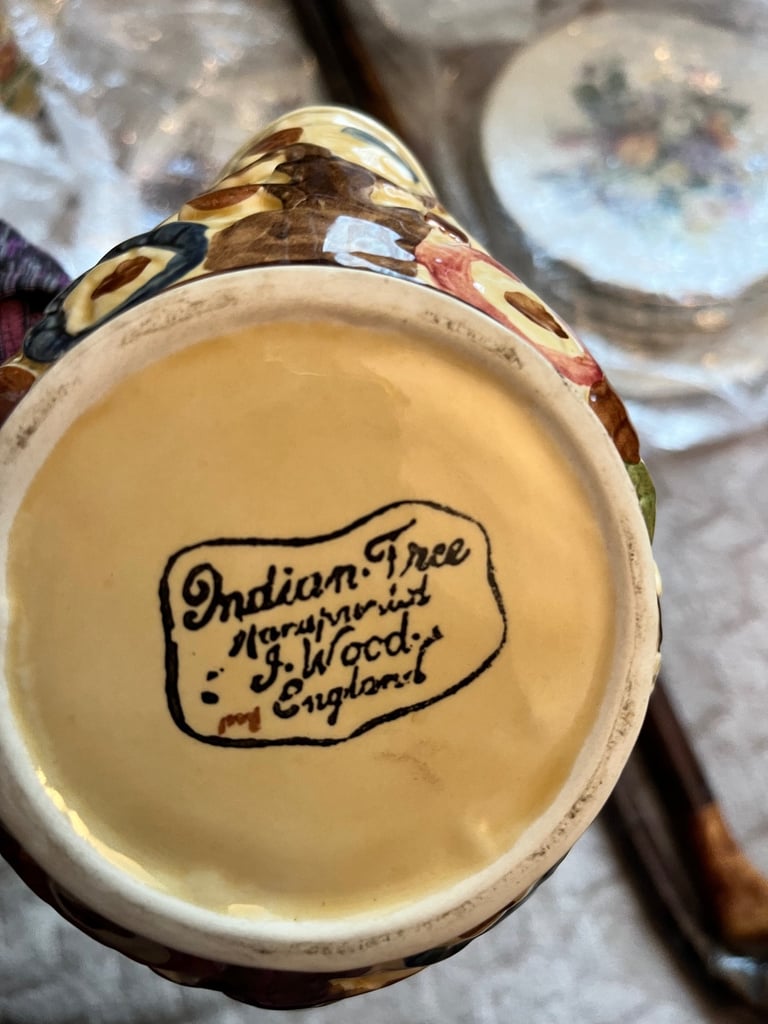 Indian Tree
Handpainted
J. Wood.
England